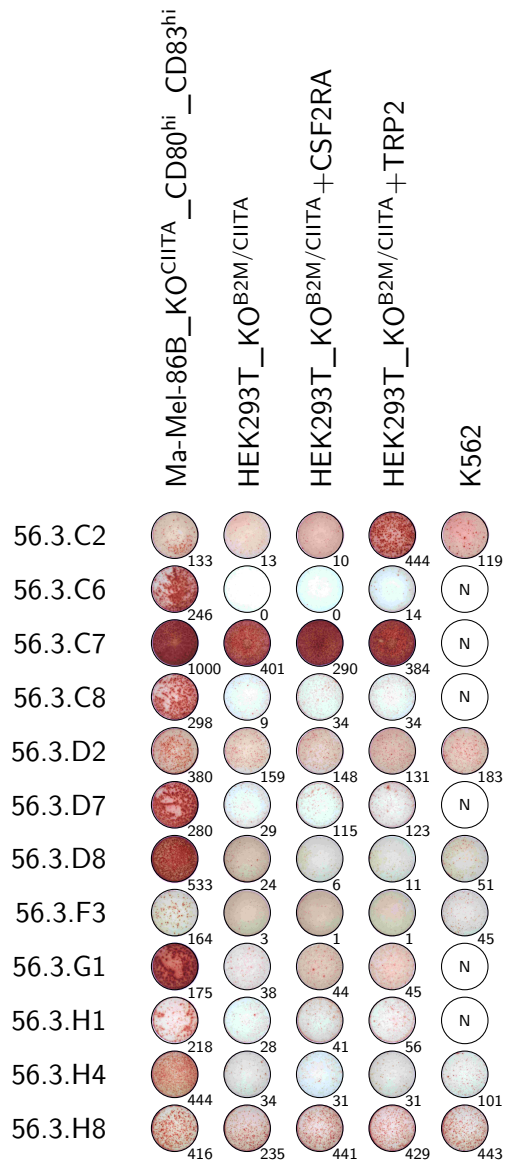 Ma-Mel-86B_KO^CIITA_CD80^hi_CD83^hi
HEK293T_KO^B2M/CIITA
HEK293T_KO^B2M/CIITA+CSF2RA
HEK293T_KO^B2M/CIITA+TRP2
K562
56.3.C2 133 13 10 444 119
56.3.C6 246 0 0 14 N
56.3.C7 1000 401 290 384 N
56.3.C8 298 9 34 34 N
56.3.D2 380 159 148 131 183
56.3.D7 280 29 115 123 N
56.3.D8 533 24 6 11 51
56.3.F3 164 3 1 1 45
56.3.G1 175 38 44 45 N
56.3.H1 218 28 41 56 N
56.3.H4 444 34 31 31 101
56.3.H8 416 235 441 429 443